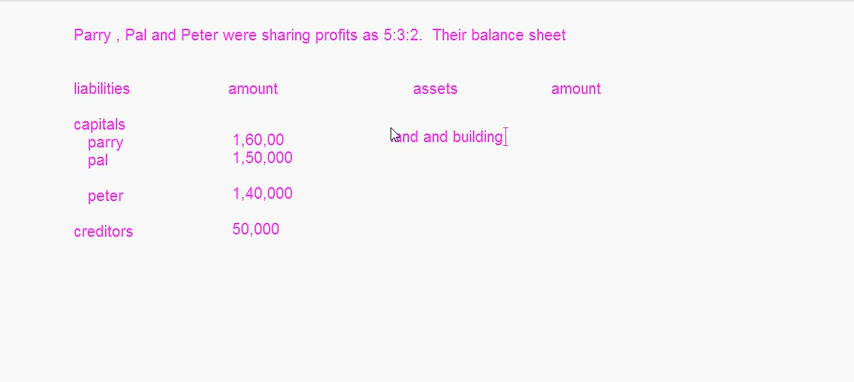 Parry , Pal and Peter were sharing profits as 5:3:2. Their balance sheet
liabilities amount assets amount
capitals
parry 1,60,00 and and building
pal 1,50,000
peter 1,40,000
creditors 50,000